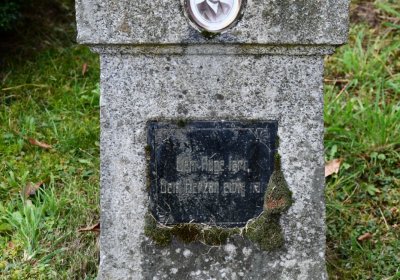 Dem Auge fern,
Dem Herzen ewig